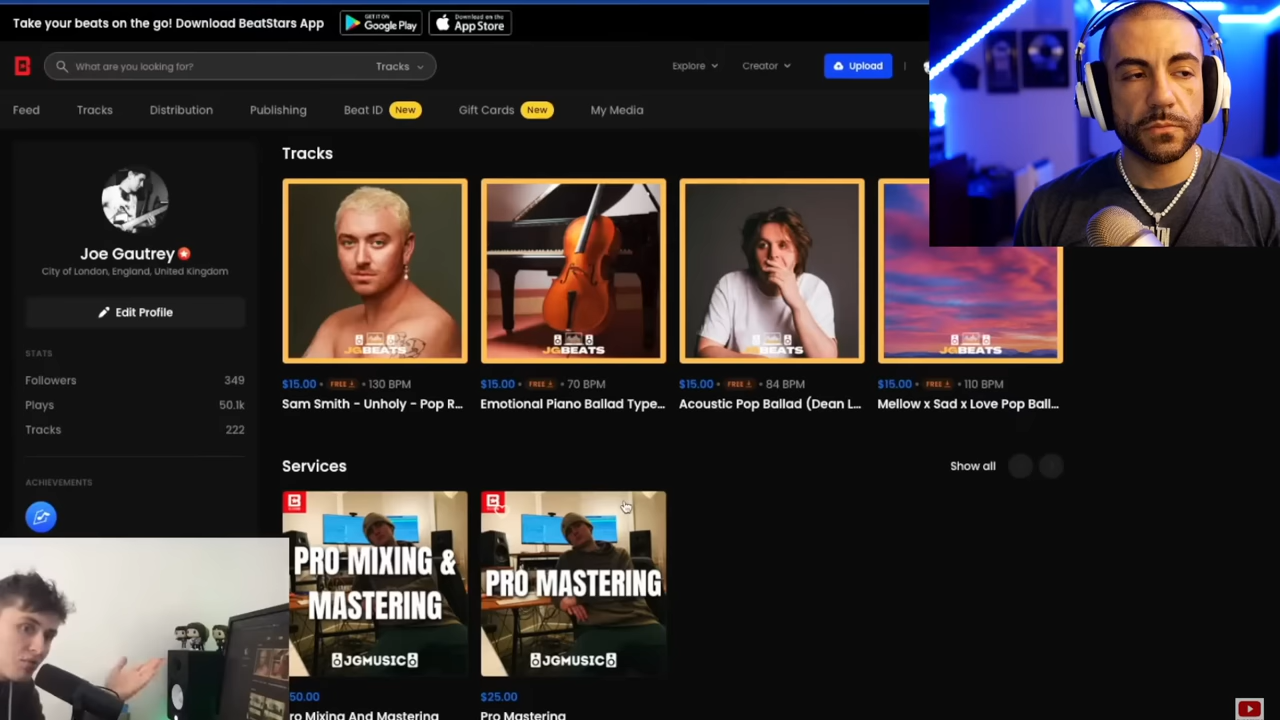 Take your beats on the go! Download BeatStars App
GET IT ON
Google Play
Download on the
App Store
What are you looking for?
Tracks
Explore
Creator
Upload
Feed
Tracks
Distribution
Publishing
Beat ID New
Gift Cards New
My Media
Joe Gautrey
City of London, England, United Kingdom
Edit Profile
STATS
Followers 349
Plays 50.1k
Tracks 222
ACHIEVEMENTS
Tracks
JGBEATS
JGBEATS
JGBEATS
JGBEATS
$15.00 • FREE • 130 BPM
Sam Smith - Unholy - Pop R...
$15.00 • FREE • 70 BPM
Emotional Piano Ballad Type...
$15.00 • FREE • 84 BPM
Acoustic Pop Ballad (Dean L...
$15.00 • FREE • 110 BPM
Mellow x Sad x Love Pop Ball...
Services
Show all
PRO MIXING &
MASTERING
JGMUSIC
PRO MASTERING
JGMUSIC
50.00
ro Mixing And Mastering
$25.00
Pro Mastering